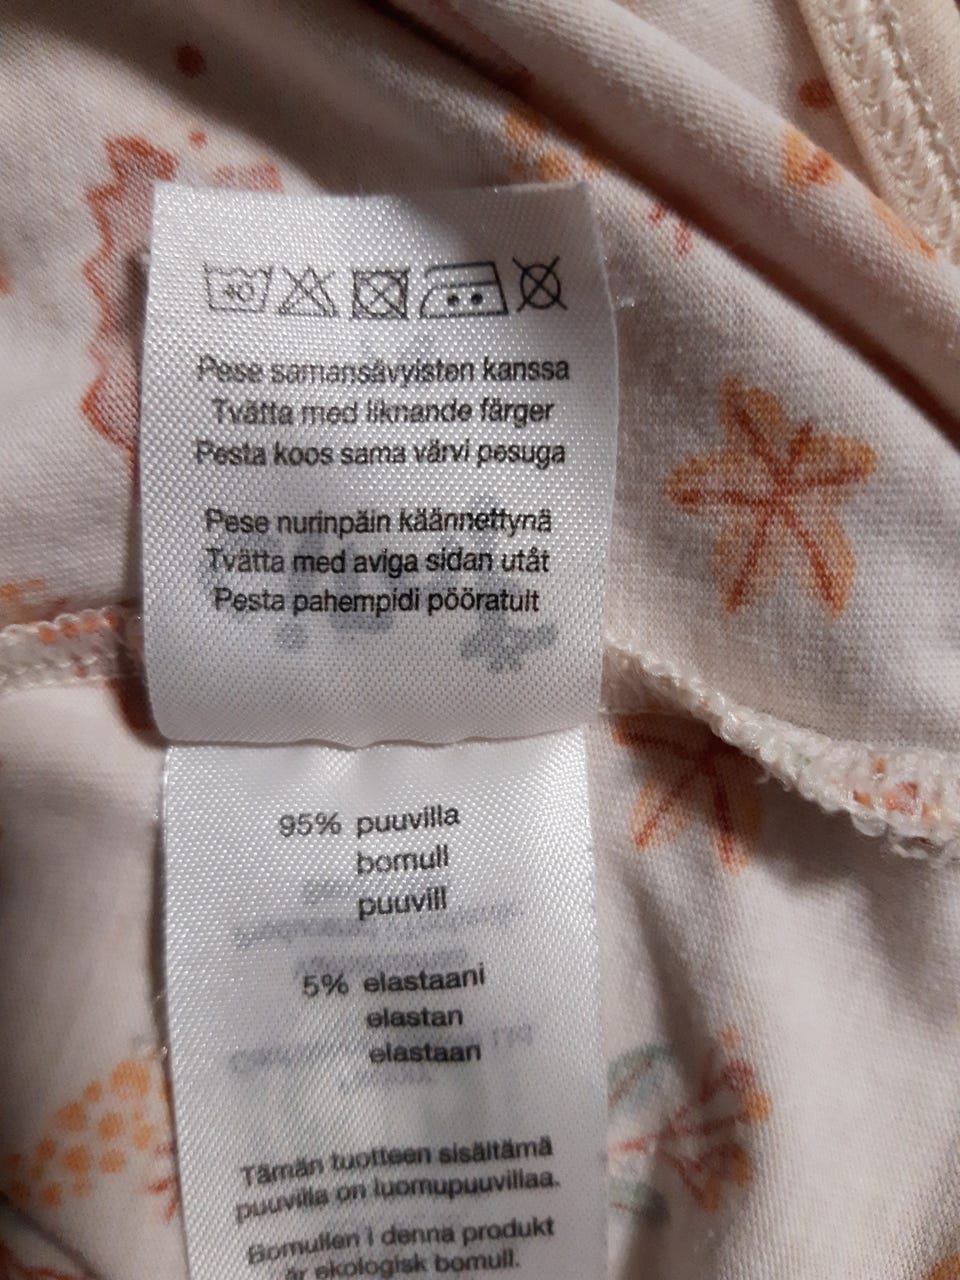 40
Pese samansävyisten kanssa
Tvätta med liknande färger
Pesta koos sama värvi pesuga
Pese nurinpäin käännettynä
Tvätta med aviga sidan utåt
Pesta pahempidi pööratult
95% puuvilla
bomull
puuvill
5% elastaani
elastan
elastaan
Tämän tuotteen sisältämä
puuvilla on luomupuuvillaa.
Bomullen i denna produkt
är ekologisk bomull.